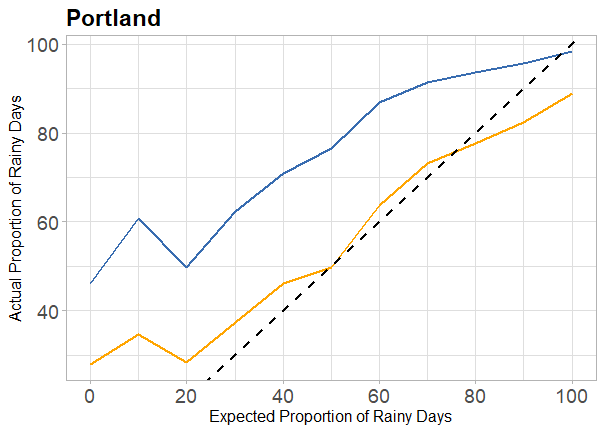 Portland
Actual Proportion of Rainy Days
100
80
60
40
0 20 40 60 80 100
Expected Proportion of Rainy Days